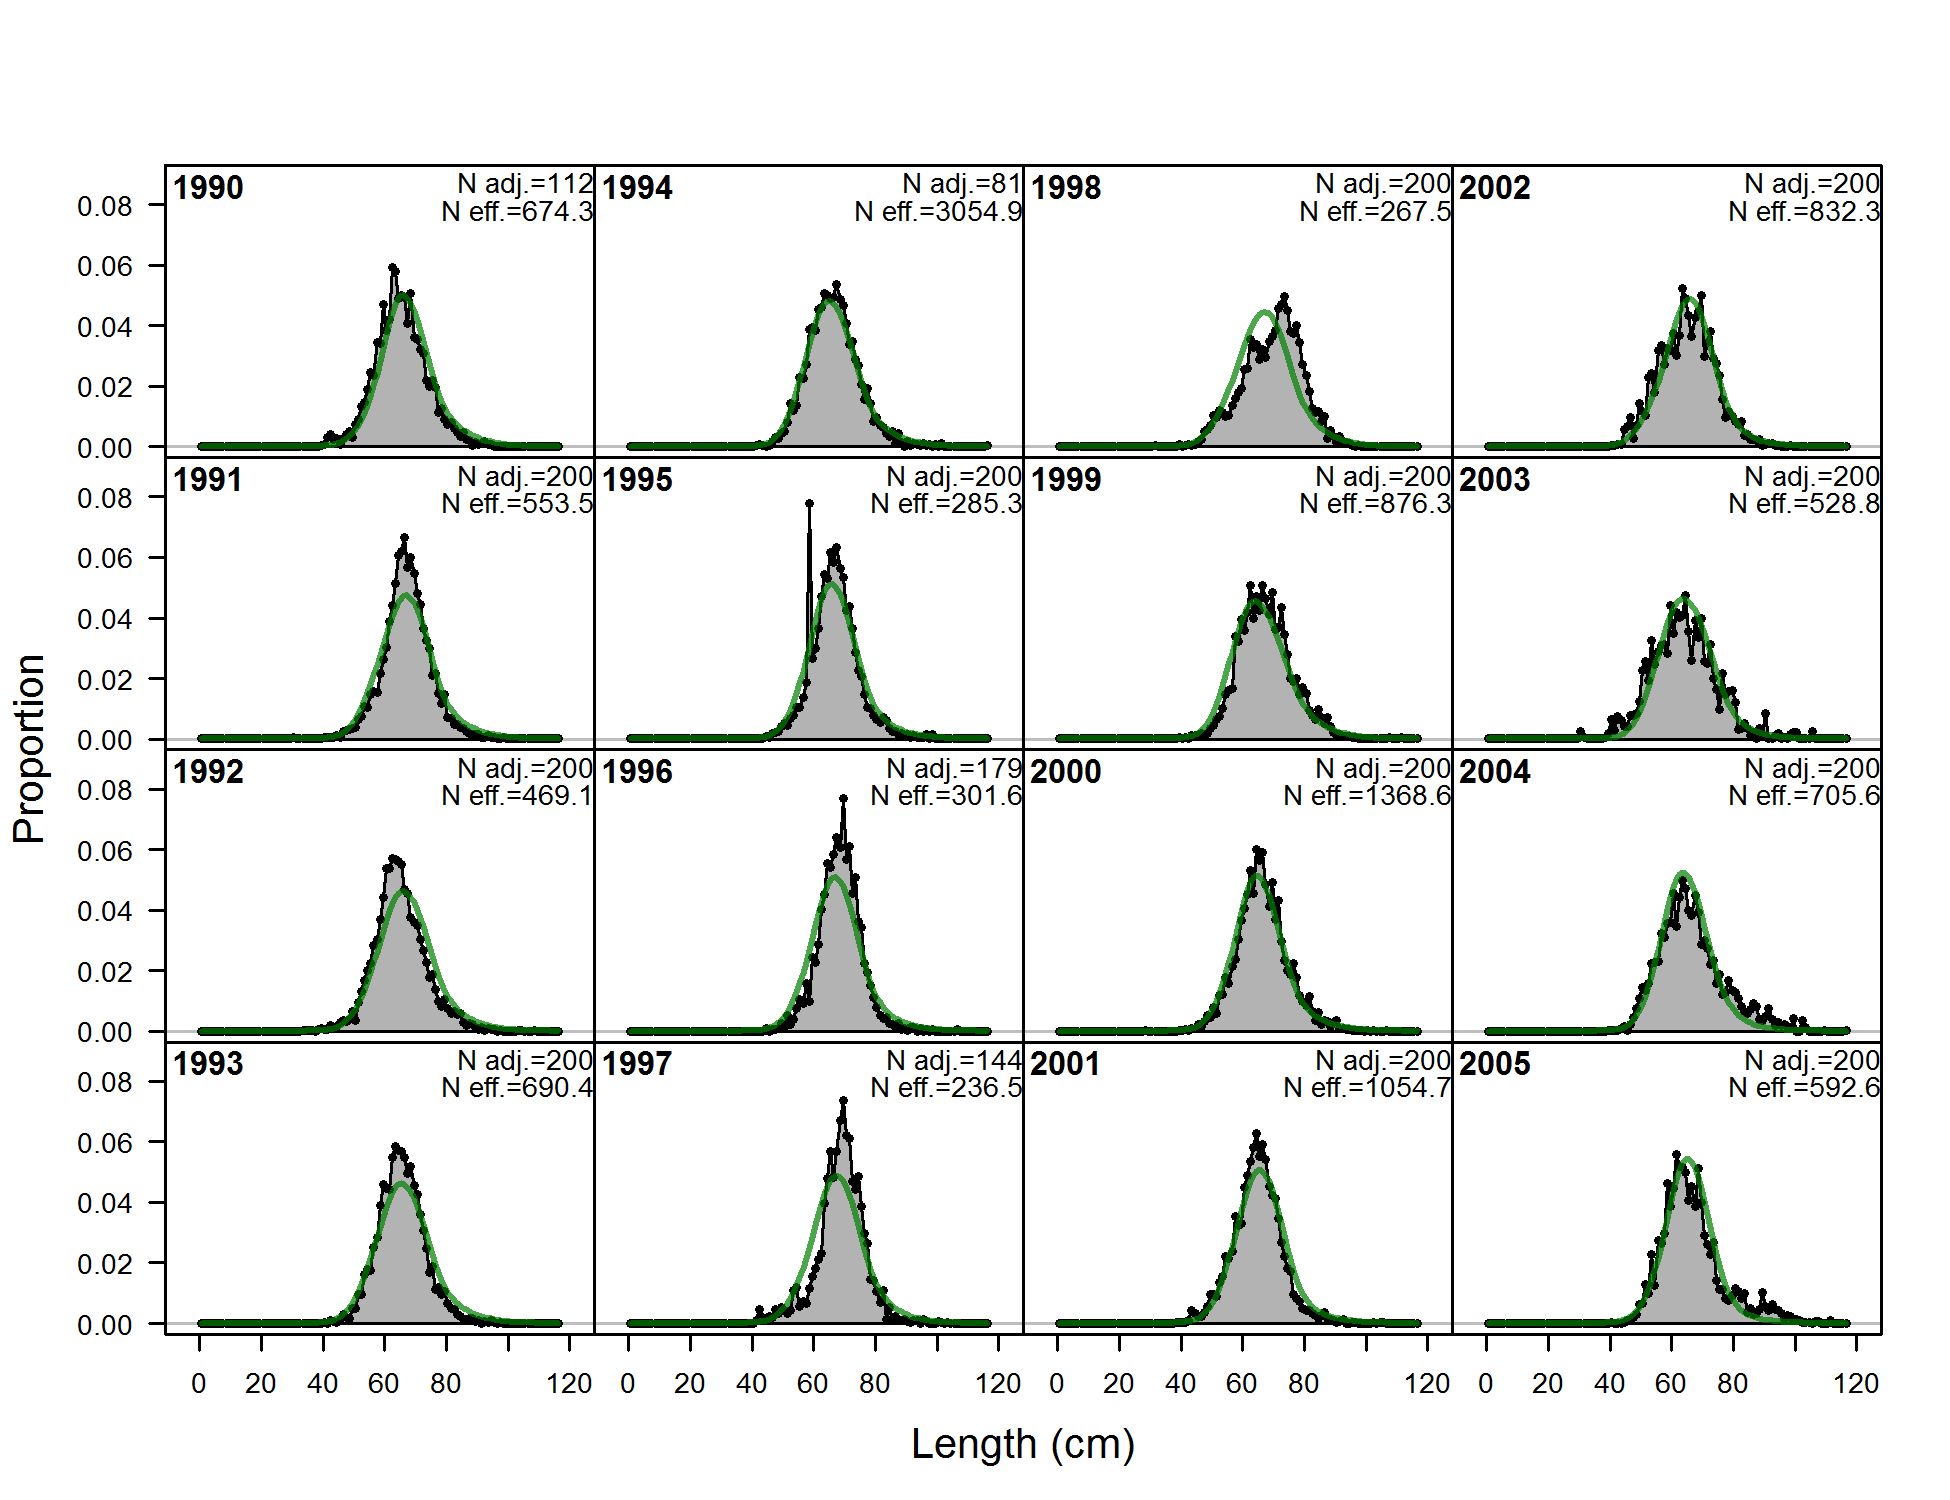 1990
N adj.=112
N eff.=674.3
1994
N adj.=81
N eff.=3054.9
1998
N adj.=200
N eff.=267.5
2002
N adj.=200
N eff.=832.3
0.08
0.06
0.04
0.02
0.00
1991
N adj.=200
N eff.=553.5
1995
N adj.=200
N eff.=285.3
1999
N adj.=200
N eff.=876.3
2003
N adj.=200
N eff.=528.8
0.08
0.06
0.04
0.02
0.00
1992
N adj.=200
N eff.=469.1
1996
N adj.=179
N eff.=301.6
2000
N adj.=200
N eff.=1368.6
2004
N adj.=200
N eff.=705.6
0.08
0.06
0.04
0.02
0.00
1993
N adj.=200
N eff.=690.4
1997
N adj.=144
N eff.=236.5
2001
N adj.=200
N eff.=1054.7
2005
N adj.=200
N eff.=592.6
0.08
0.06
0.04
0.02
0.00
0 20 40 60 80 120
0 20 40 60 80 120
0 20 40 60 80 120
0 20 40 60 80 120
Length (cm)
Proportion